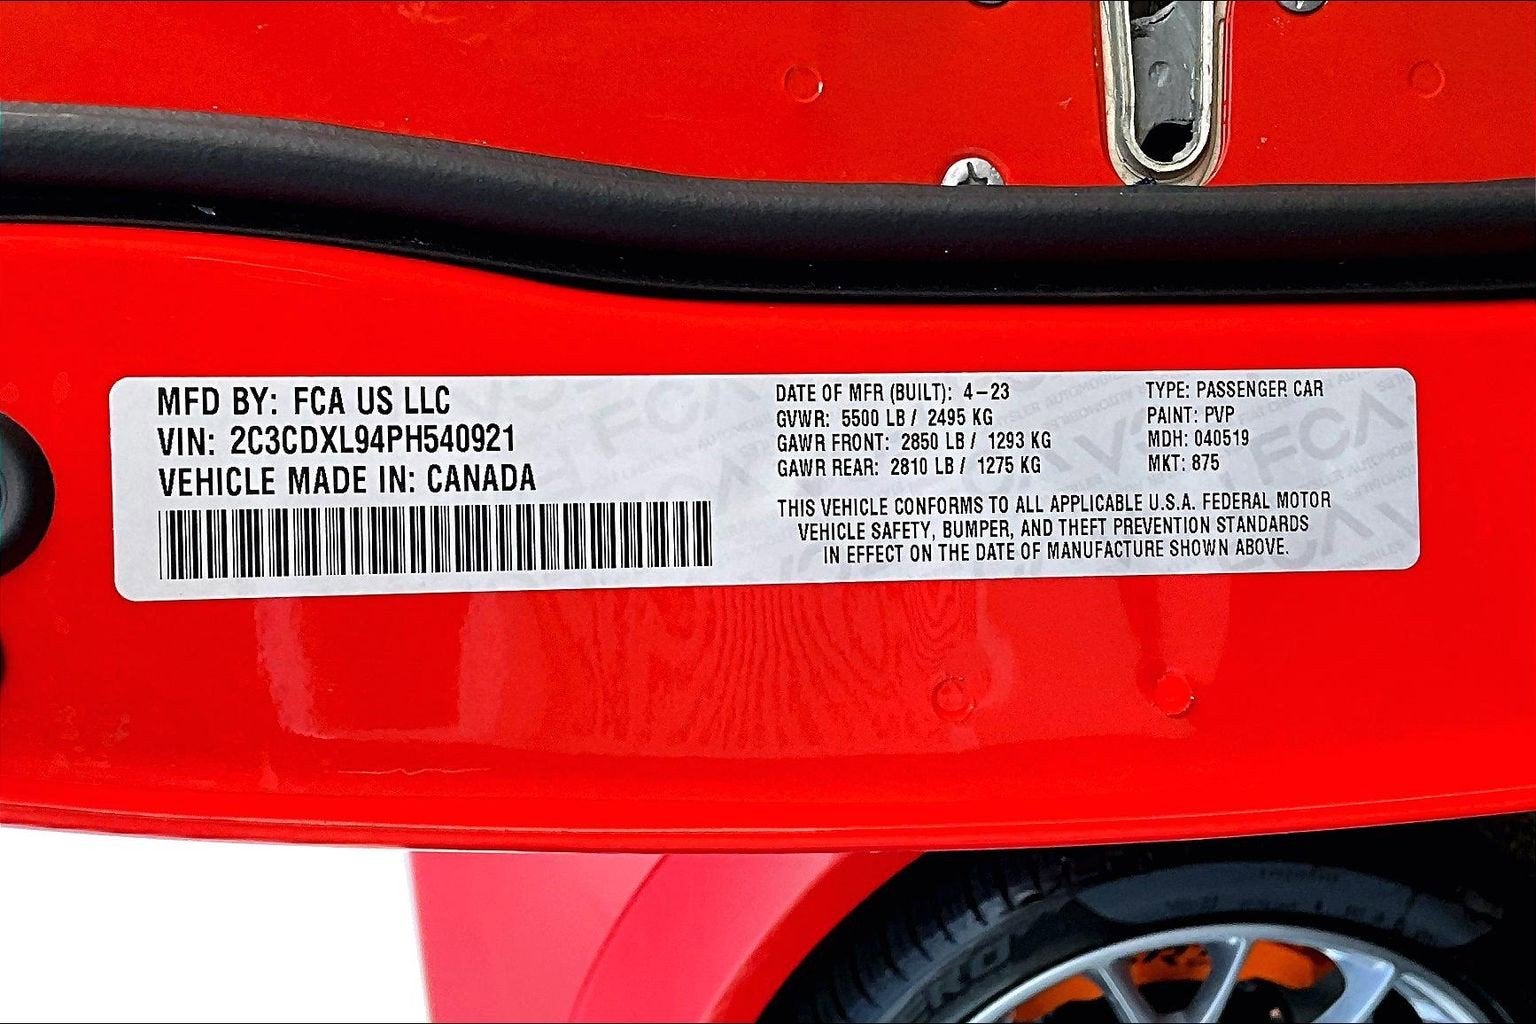 MFD BY: FCA US LLC
VIN: 2C3CDXL94PH540921
VEHICLE MADE IN: CANADA
DATE OF MFR (BUILT): 4-23
GVWR: 5500 LB / 2495 KG
GAWR FRONT: 2850 LB / 1293 KG
GAWR REAR: 2810 LB / 1275 KG
TYPE: PASSENGER CAR
PAINT: PVP
MDH: 040519
MKT: 875
THIS VEHICLE CONFORMS TO ALL APPLICABLE U.S.A. FEDERAL MOTOR
VEHICLE SAFETY, BUMPER, AND THEFT PREVENTION STANDARDS
IN EFFECT ON THE DATE OF MANUFACTURE SHOWN ABOVE.